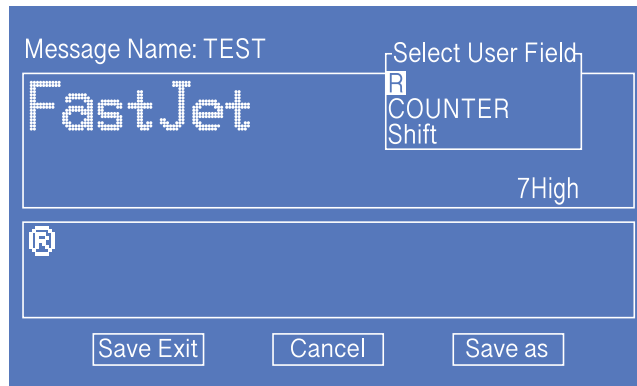 Message Name: TEST
Select User Field
R
COUNTER
Shift
FastJet
7High
®
Save Exit
Cancel
Save as